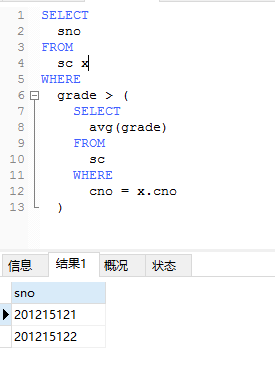 1 SELECT
2 sno
3 FROM
4 sc x
5 WHERE
6 grade > (
7 SELECT
8 avg(grade)
9 FROM
10 sc
11 WHERE
12 cno = x.cno
13 )
信息 结果1 概况 状态
sno
201215121
201215122